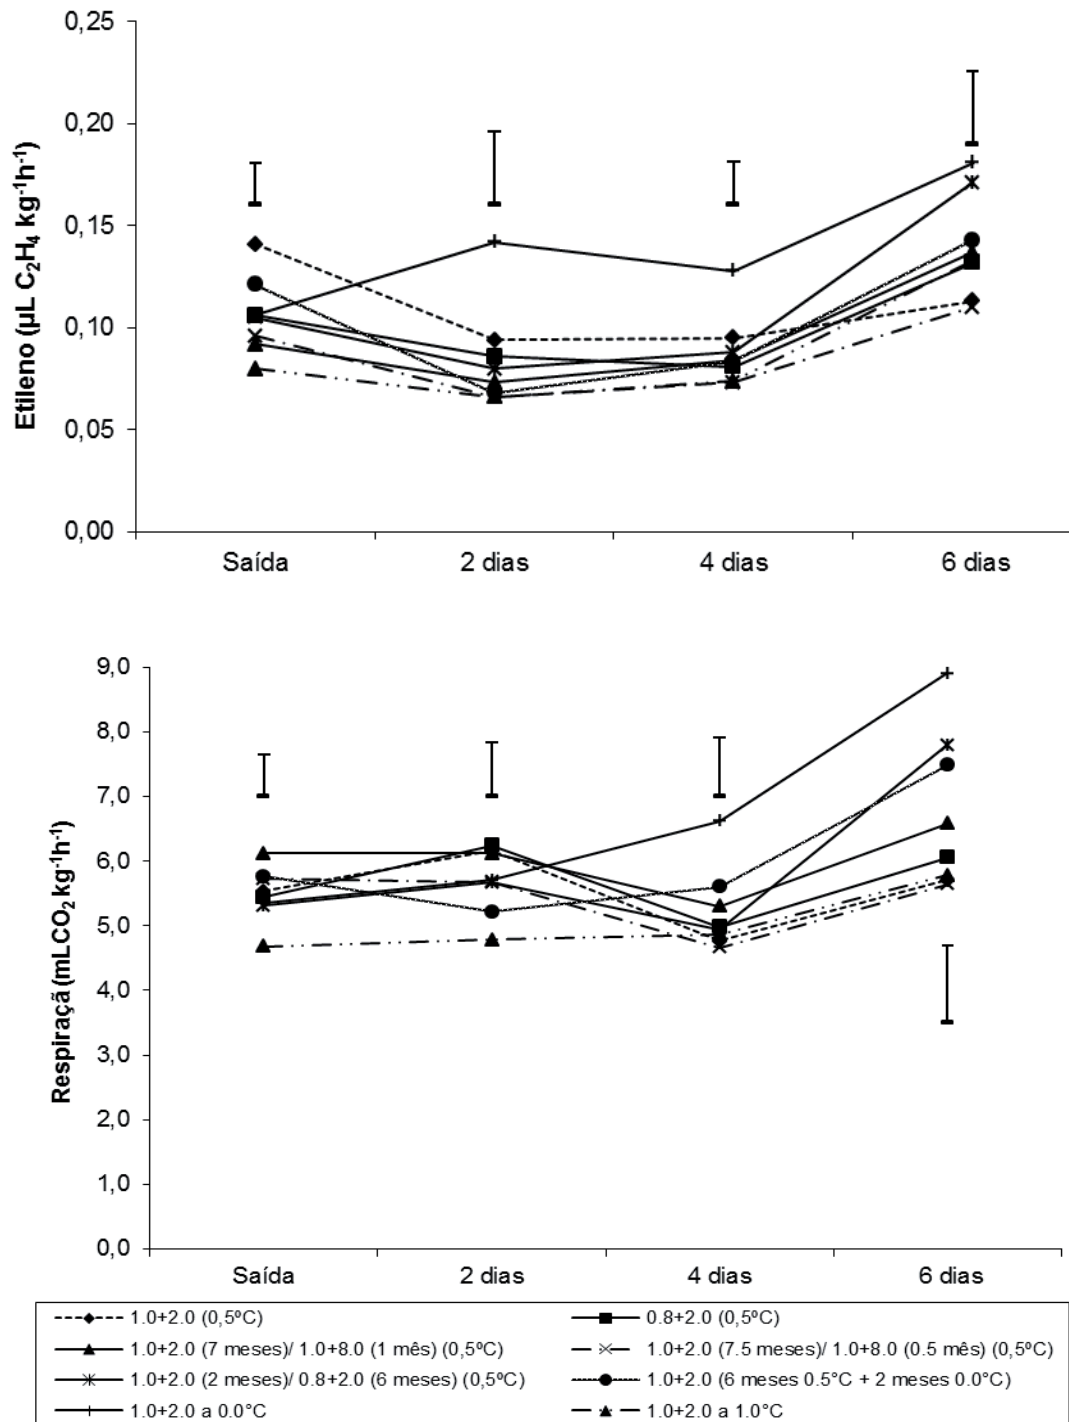 0,25
0,20
0,15
0,10
0,05
0,00
Etileno (µL C₂H₄ kg⁻¹h⁻¹)
Saída 2 dias 4 dias 6 dias
9,0
8,0
7,0
6,0
5,0
4,0
3,0
2,0
1,0
0,0
Respiraçã (mLCO₂ kg⁻¹h⁻¹)
Saída 2 dias 4 dias 6 dias
1.0+2.0 (0,5ºC) 0.8+2.0 (0,5ºC)
1.0+2.0 (7 meses)/ 1.0+8.0 (1 mês) (0,5ºC) 1.0+2.0 (7.5 meses)/ 1.0+8.0 (0.5 mês) (0,5ºC)
1.0+2.0 (2 meses)/ 0.8+2.0 (6 meses) (0,5ºC) 1.0+2.0 (6 meses 0.5°C + 2 meses 0.0°C)
1.0+2.0 a 0.0°C 1.0+2.0 a 1.0°C